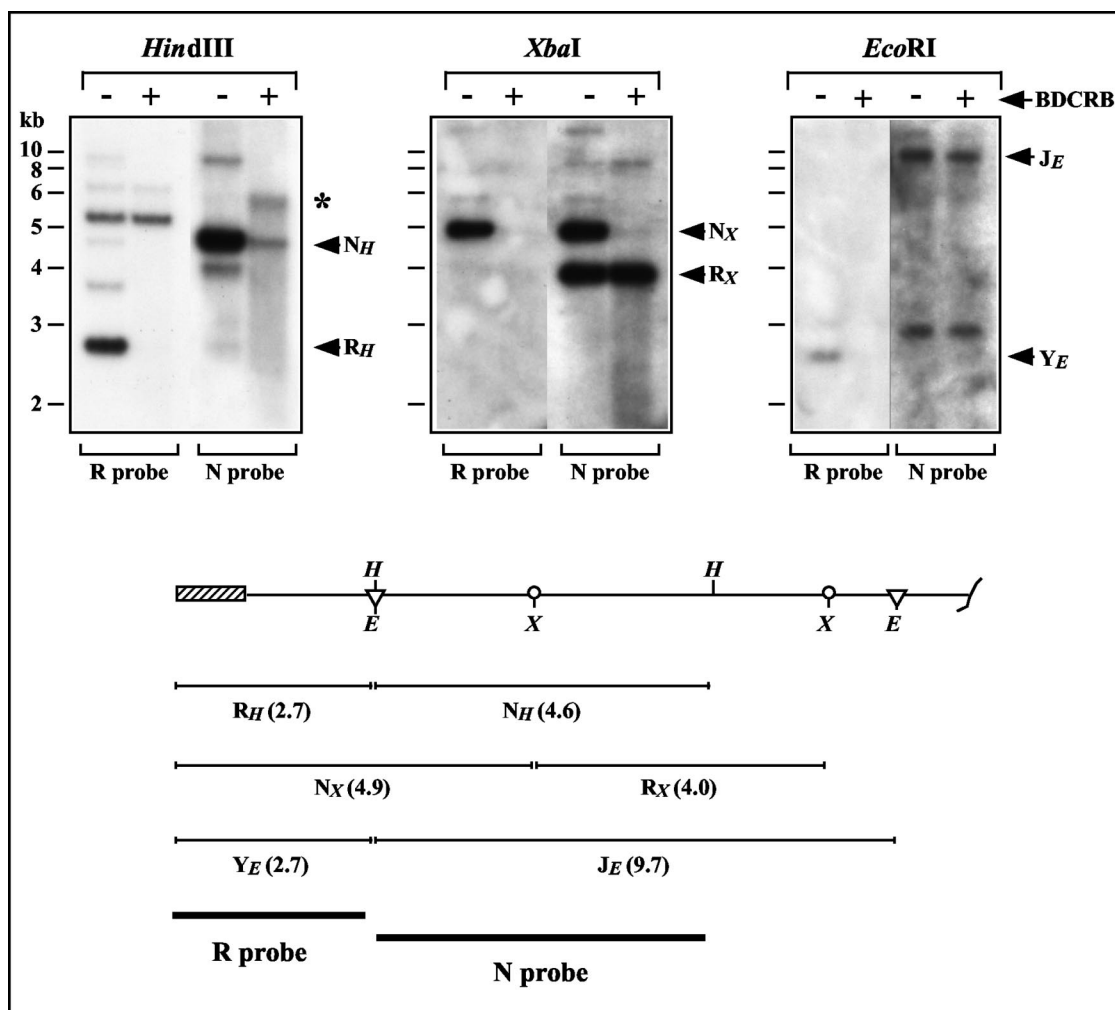 HindIII XbaI EcoRI
- + - + - + - + - + - + BDCRB
kb
10
8
6
5
4
3
2
*
NH
RH
NX
RX
JE
YE
R probe N probe R probe N probe R probe N probe
H H
E X X E
RH (2.7) NH (4.6)
NX (4.9) RX (4.0)
YE (2.7) JE (9.7)
R probe
N probe